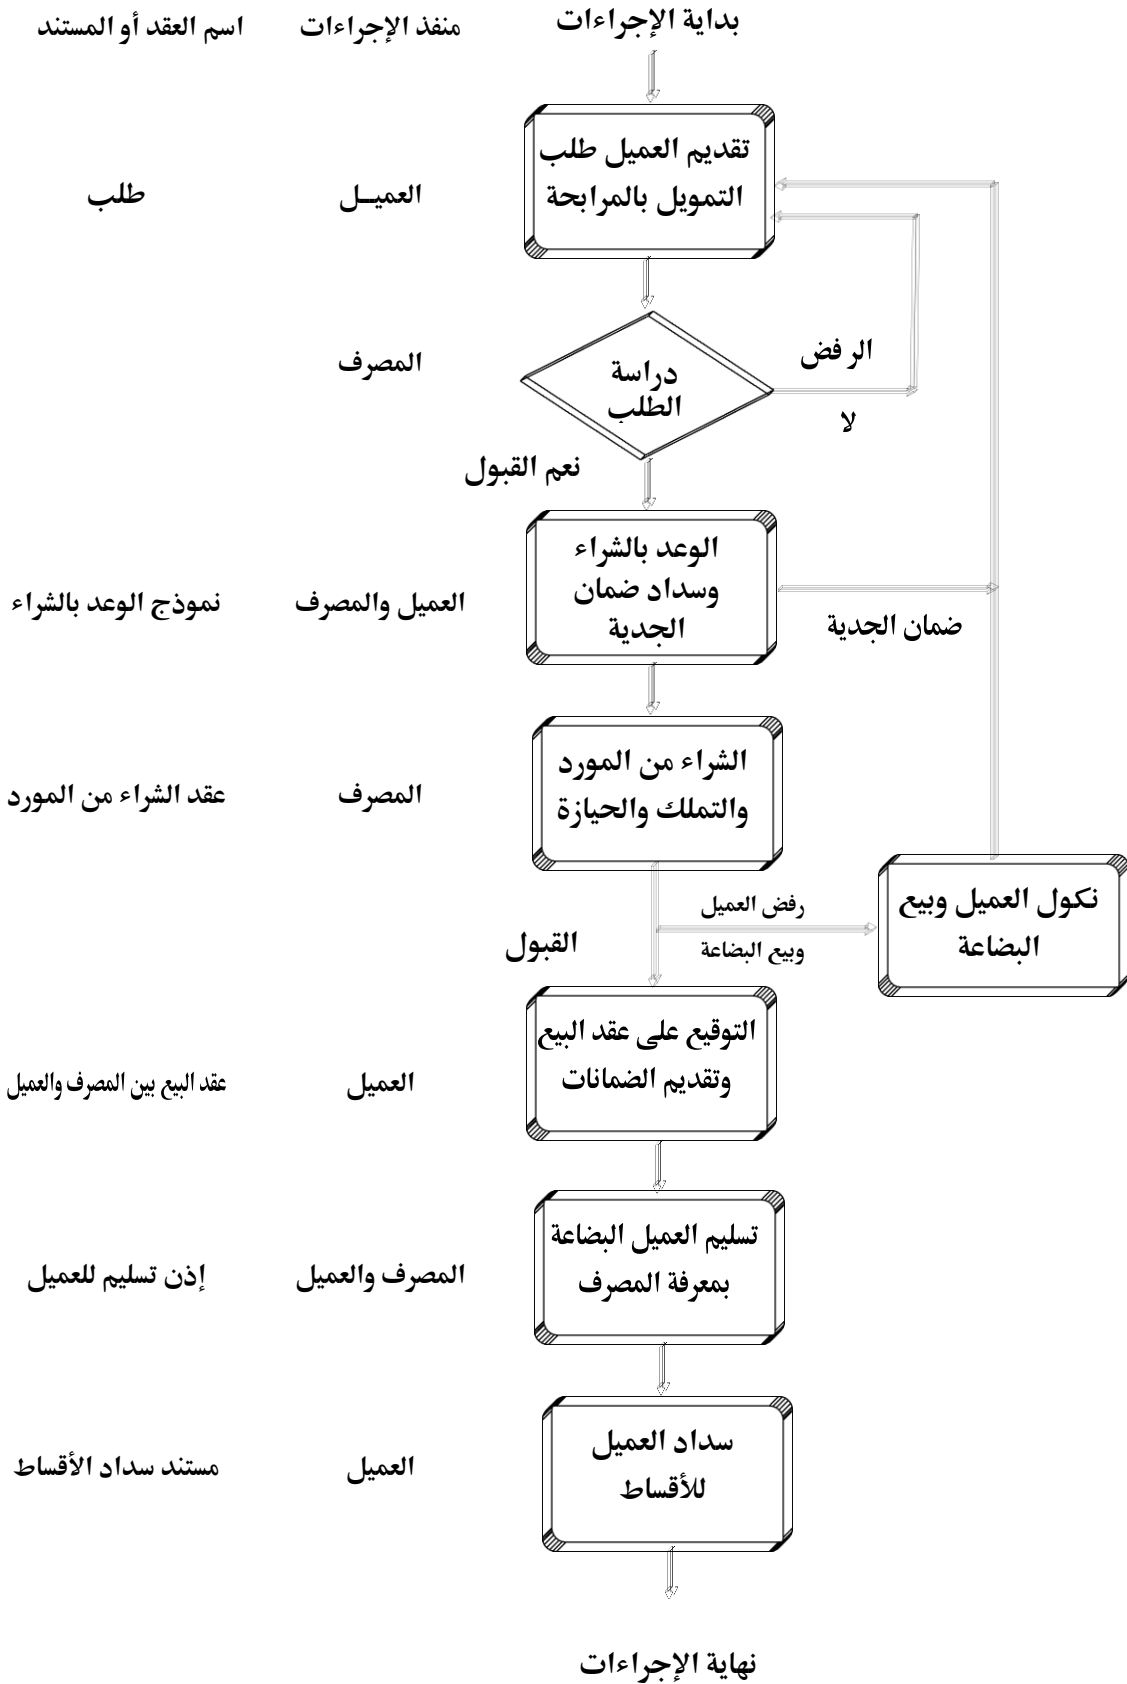 بداية الإجراءات
منفذ الإجراءات
اسم العقد أو المستند
تقديم العميل طلب
التمويل بالمرابحة
العميــل
طلب
دراسة
الطلب
المصرف
الرفض
لا
نعم القبول
الوعد بالشراء
وسداد ضمان
الجدية
ضمان الجدية
العميل والمصرف
نموذج الوعد بالشراء
الشراء من المورد
والتملك والحيازة
المصرف
عقد الشراء من المورد
رفض العميل
وبيع البضاعة
نكول العميل وبيع
البضاعة
القبول
التوقيع على عقد البيع
وتقديم الضمانات
العميل
عقد البيع بين المصرف والعميل
تسليم العميل البضاعة
بمعرفة المصرف
المصرف والعميل
إذن تسليم للعميل
سداد العميل
للأقساط
العميل
مستند سداد الأقساط
نهاية الإجراءات